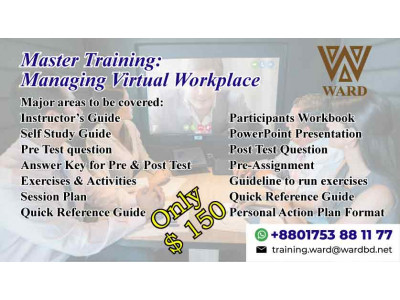 Master Training:
Managing Virtual Workplace
WARD
Major areas to be covered:
Instructor's Guide
Self Study Guide
Pre Test question
Answer Key for Pre & Post Test
Exercises & Activities
Session Plan
Quick Reference Guide
Participants Workbook
PowerPoint Presentation
Post Test Question
Pre-Assignment
Guideline to run exercises
Quick Reference Guide
Personal Action Plan Format
Only
$ 150
+8801753 88 11 77
training.ward@wardbd.net